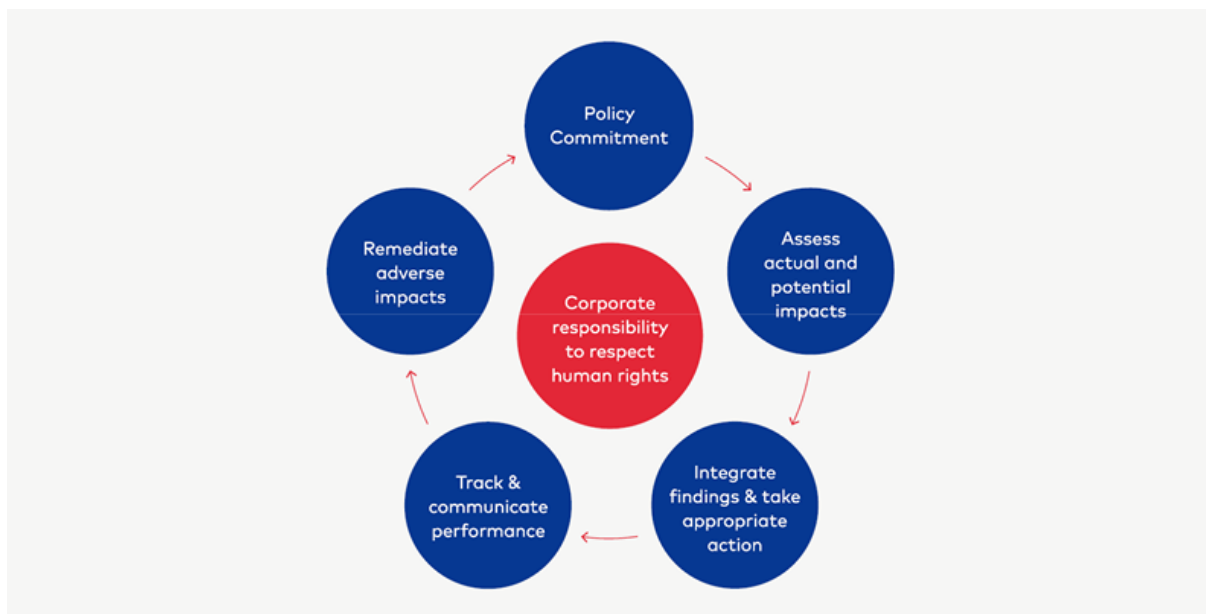 Policy
Commitment
Assess
actual and
potential
impacts
Integrate
findings & take
appropriate
action
Track &
communicate
performance
Remediate
adverse
impacts
Corporate
responsibility
to respect
human rights